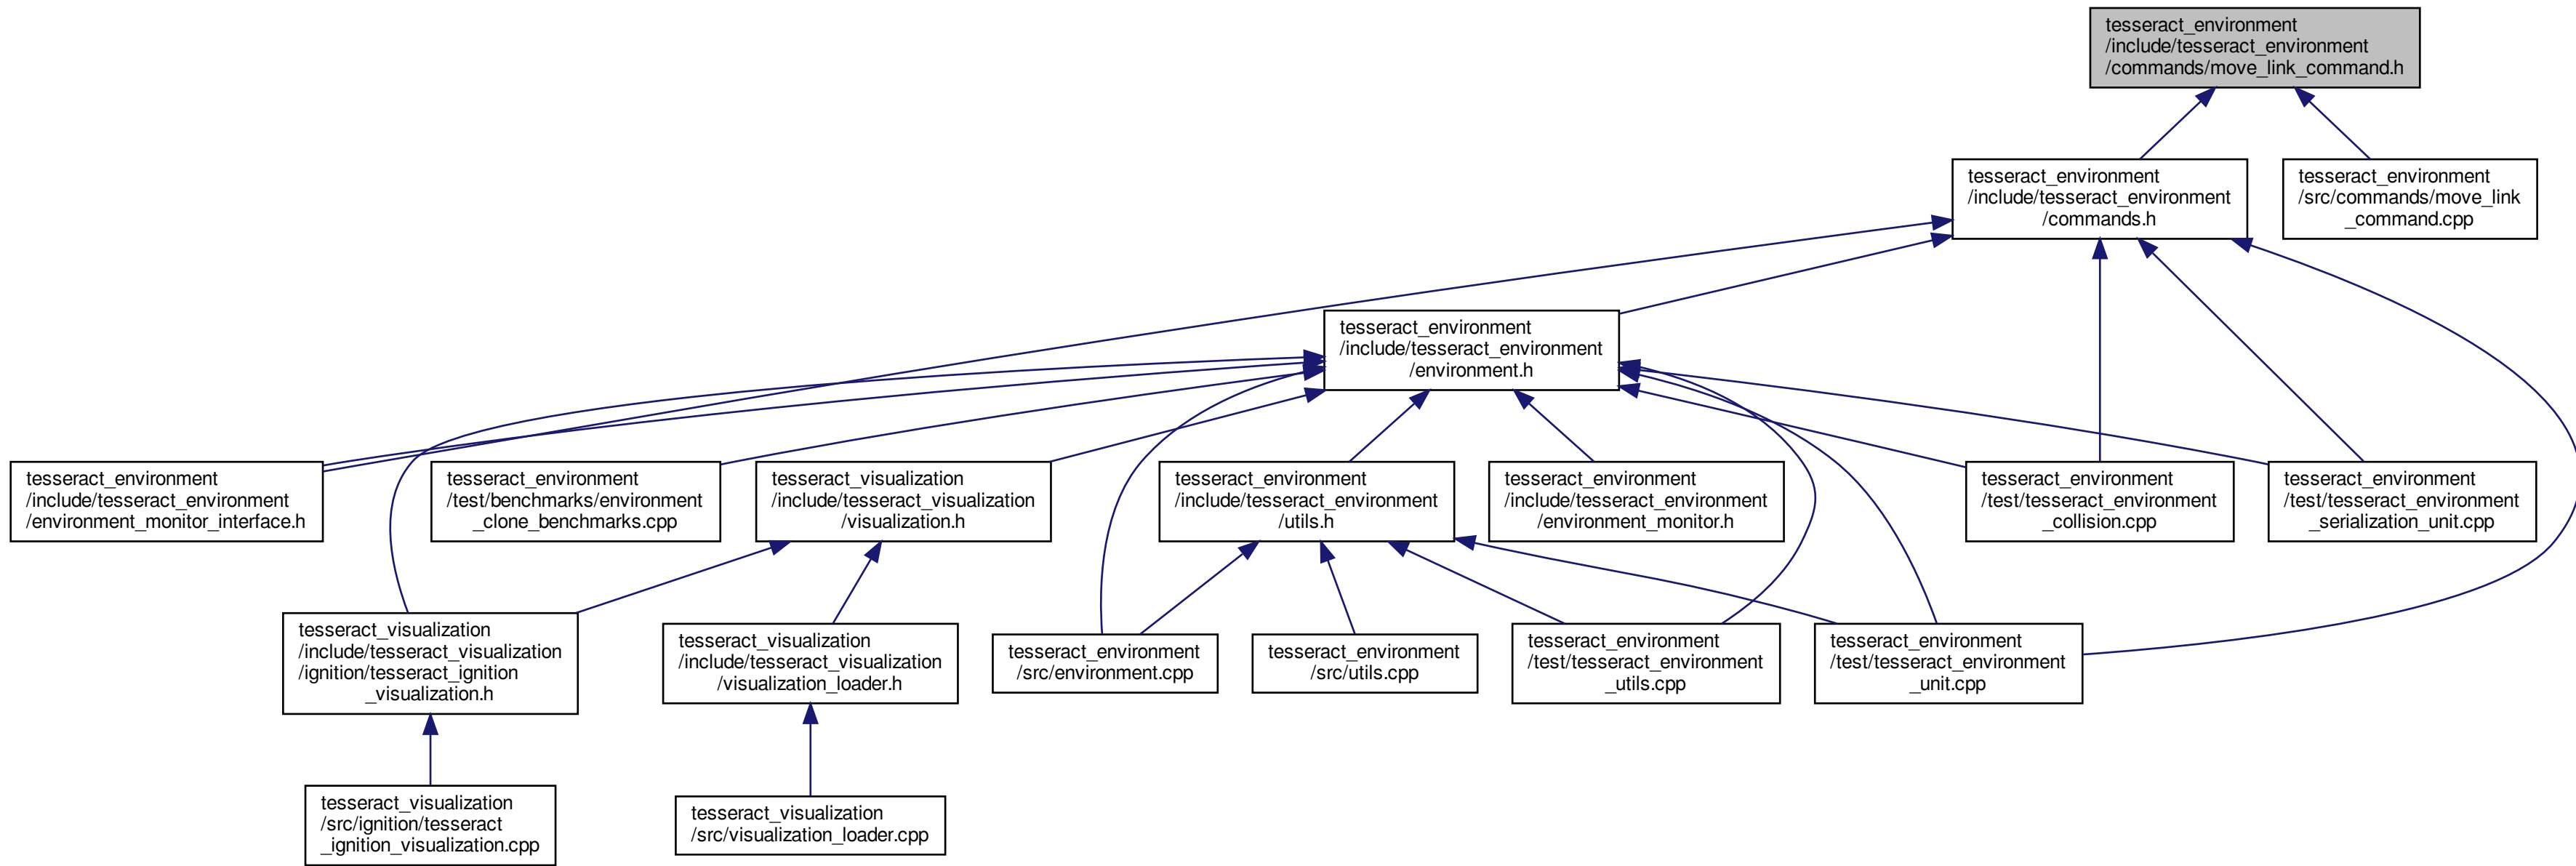 tesseract_environment
/include/tesseract_environment
/commands/move_link_command.h
tesseract_environment
/include/tesseract_environment
/commands.h
tesseract_environment
/src/commands/move_link
_command.cpp
tesseract_environment
/include/tesseract_environment
/environment.h
tesseract_environment
/include/tesseract_environment
/environment_monitor_interface.h
tesseract_environment
/test/benchmarks/environment
_clone_benchmarks.cpp
tesseract_visualization
/include/tesseract_visualization
/visualization.h
tesseract_environment
/include/tesseract_environment
/utils.h
tesseract_environment
/include/tesseract_environment
/environment_monitor.h
tesseract_environment
/test/tesseract_environment
_collision.cpp
tesseract_environment
/test/tesseract_environment
_serialization_unit.cpp
tesseract_visualization
/include/tesseract_visualization
/ignition/tesseract_ignition
_visualization.h
tesseract_visualization
/include/tesseract_visualization
/visualization_loader.h
tesseract_environment
/src/environment.cpp
tesseract_environment
/src/utils.cpp
tesseract_environment
/test/tesseract_environment
_utils.cpp
tesseract_environment
/test/tesseract_environment
_unit.cpp
tesseract_visualization
/src/ignition/tesseract
_ignition_visualization.cpp
tesseract_visualization
/src/visualization_loader.cpp